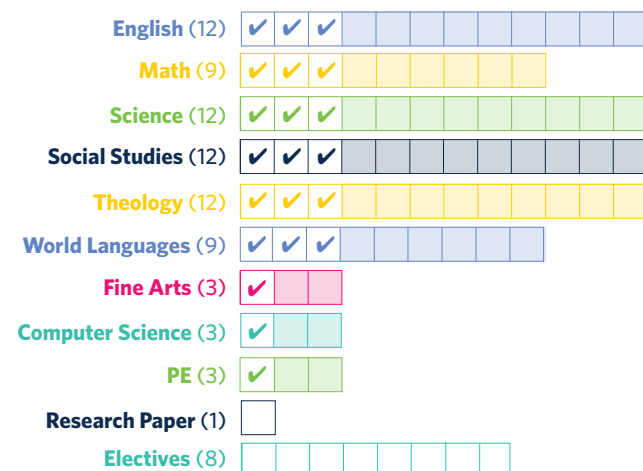 English (12) ✔ ✔ ✔
Math (9) ✔ ✔ ✔
Science (12) ✔ ✔ ✔
Social Studies (12) ✔ ✔ ✔
Theology (12) ✔ ✔ ✔
World Languages (9) ✔ ✔ ✔
Fine Arts (3) ✔
Computer Science (3) ✔
PE (3) ✔
Research Paper (1)
Electives (8)